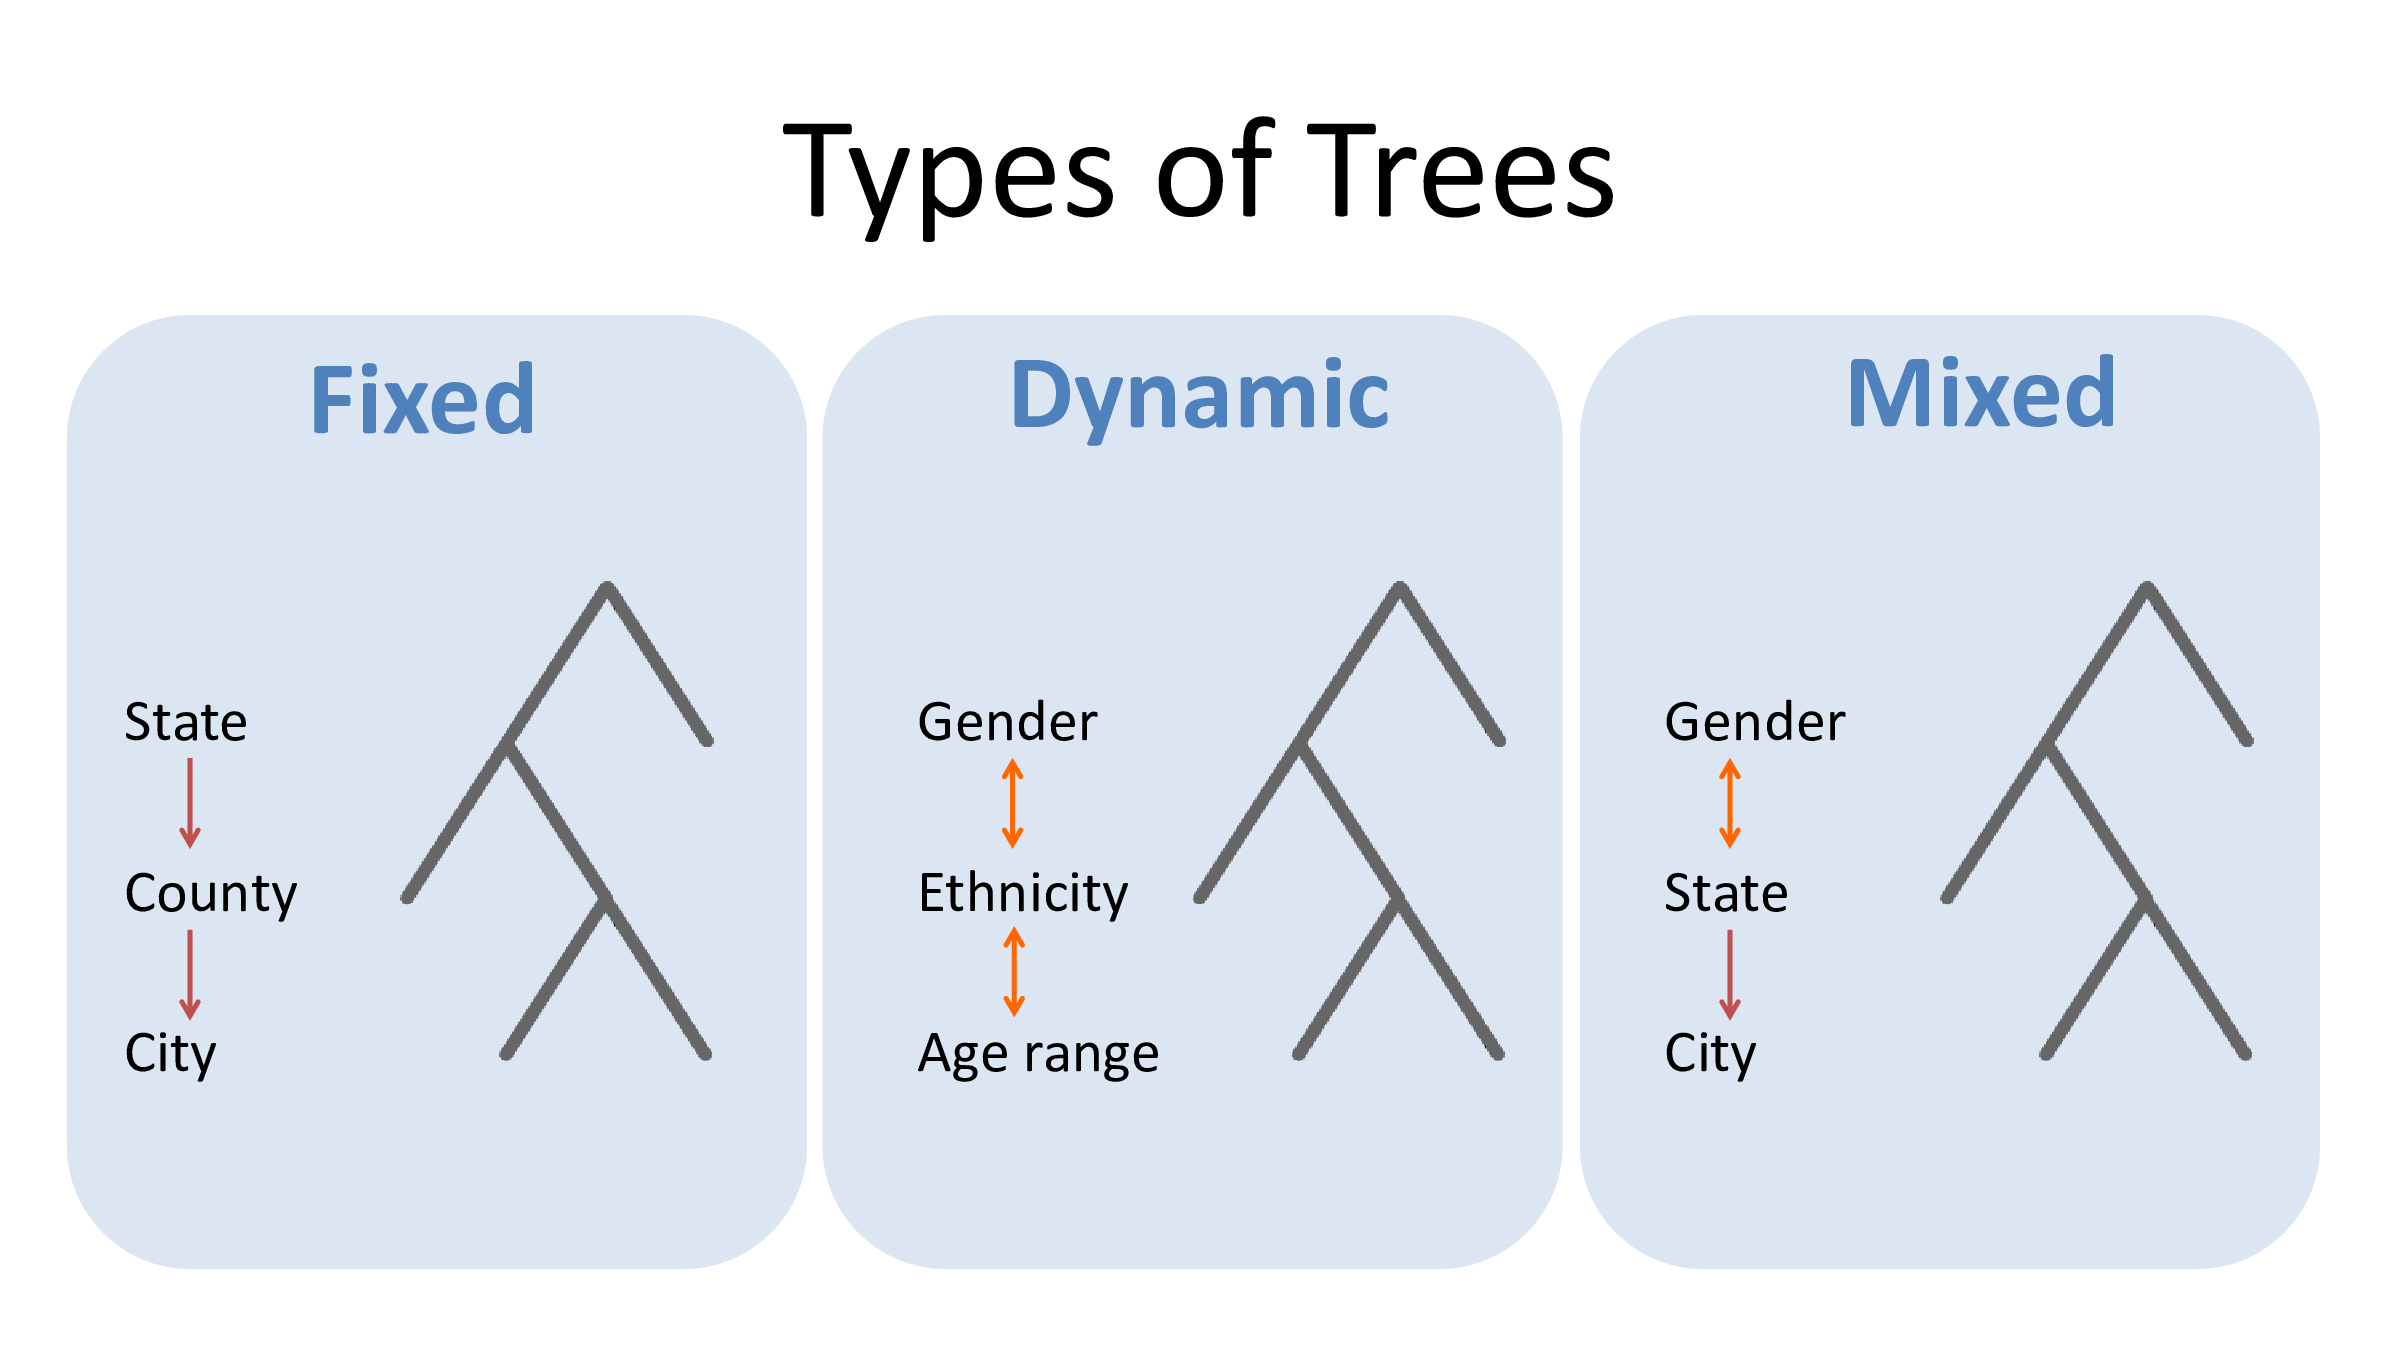 Types of Trees
Fixed
State
County
City
Dynamic
Gender
Ethnicity
Age range
Mixed
Gender
State
City